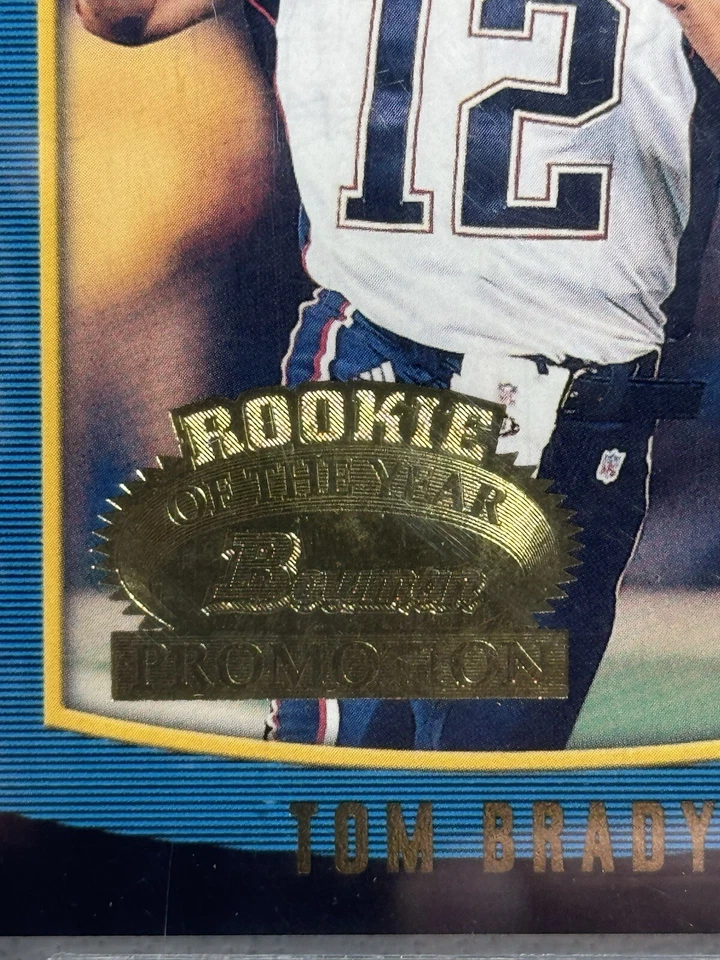 12
ROOKIE
OF THE YEAR
Bowman
PROMOTION
TOM BRADY